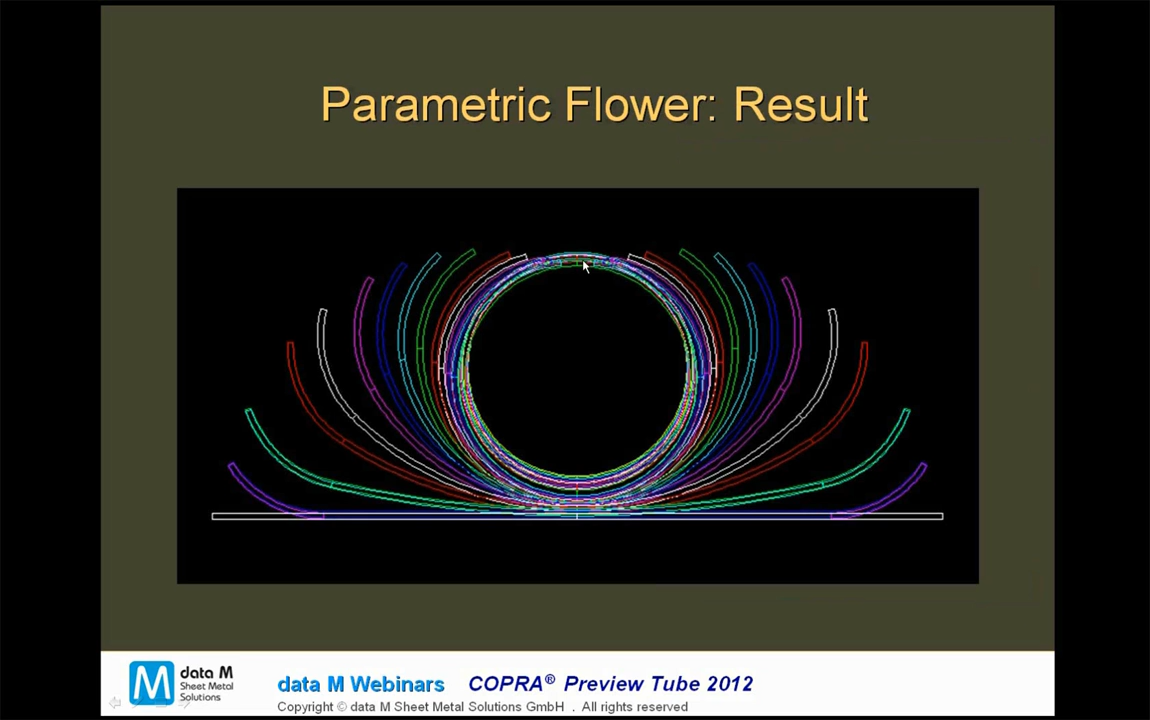 Parametric Flower: Result
M data M
Sheet Metal
Solutions
data M Webinars COPRA® Preview Tube 2012
Copyright © data M Sheet Metal Solutions GmbH . All rights reserved